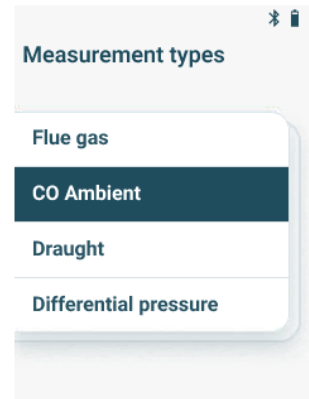 Measurement types
Flue gas
CO Ambient
Draught
Differential pressure